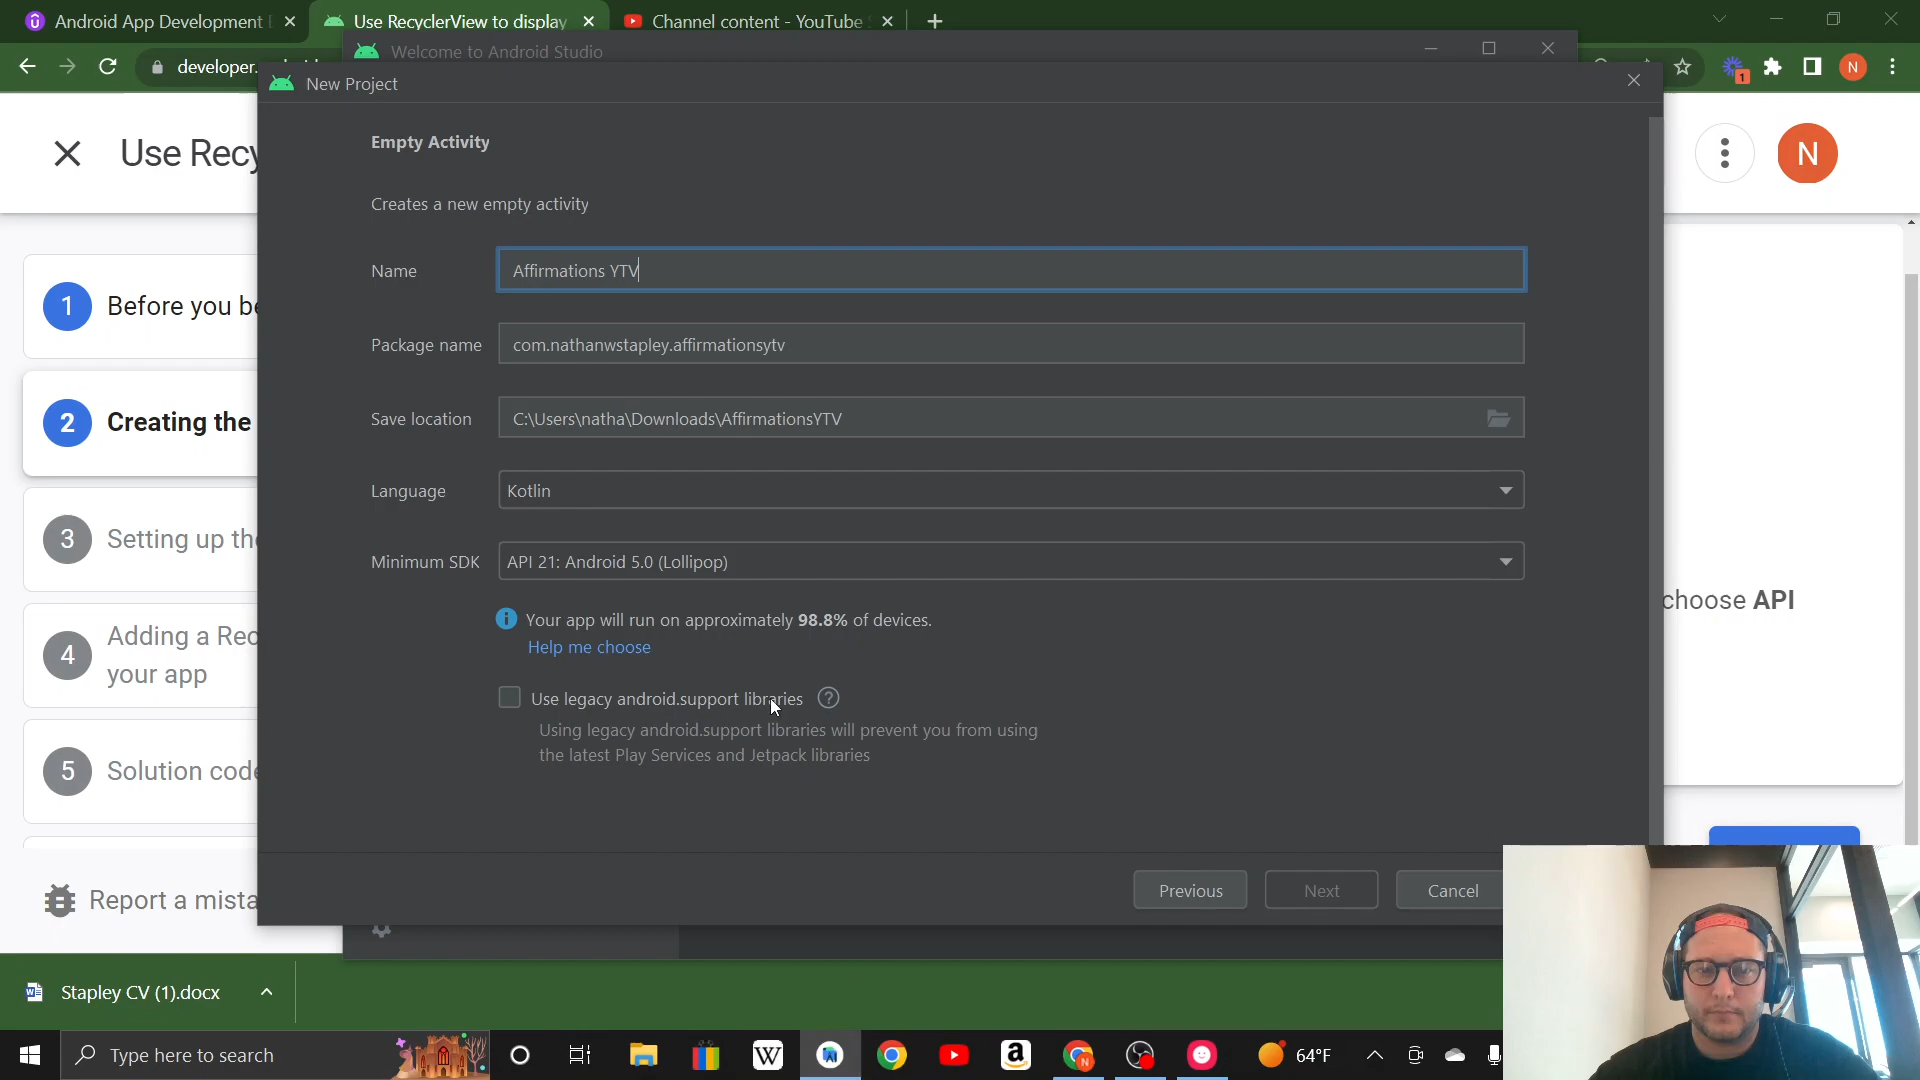 Android App Development
Use RecyclerView to display
Channel content - YouTube
Welcome to Android Studio
developer.
1
N
New Project
Use Recy
N
Empty Activity
Creates a new empty activity
Name
Affirmations YTV
Package name
com.nathanwstapley.affirmationsytv
Save location
C:\Users\natha\Downloads\AffirmationsYTV
Language
Kotlin
Minimum SDK
API 21: Android 5.0 (Lollipop)
i
Your app will run on approximately 98.8% of devices.
Help me choose
Use legacy android.support libraries
?
Using legacy android.support libraries will prevent you from using
the latest Play Services and Jetpack libraries
Previous
Next
Cancel
1
Before you be
2
Creating the
3
Setting up the
4
Adding a Rec
your app
5
Solution code
Report a mista
choose API
Stapley CV (1).docx
Type here to search
W
a
N
64°F